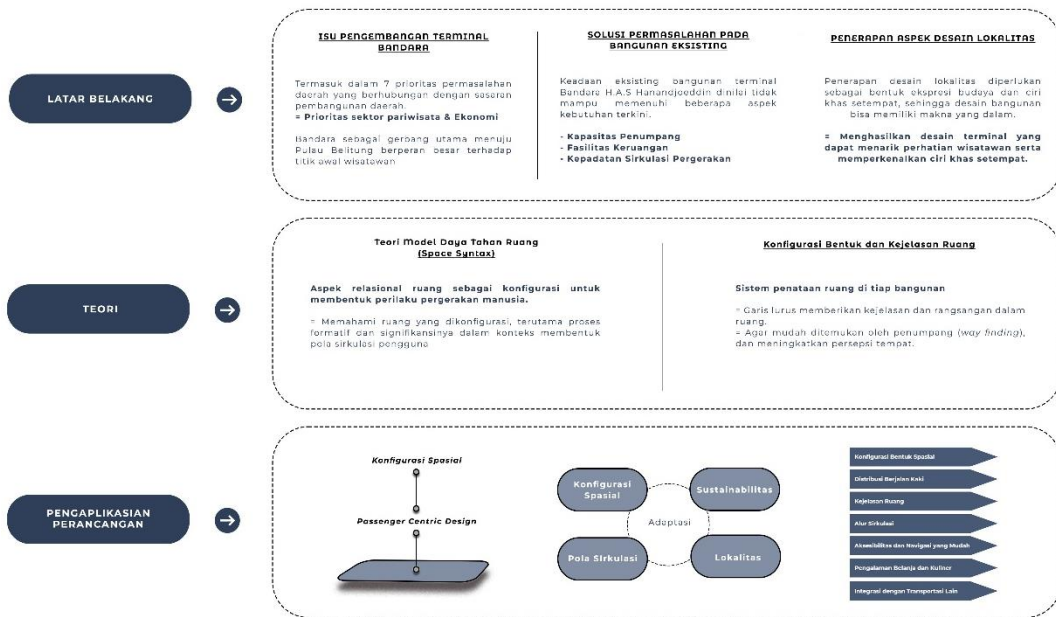 LATAR BELAKANG
ISU PENGEMBANGAN TERMINAL
BANDARA
Termasuk dalam 7 prioritas permasalahan
daerah yang berhubungan dengan sasaran
pembangunan daerah.
= Prioritas sektor pariwisata & Ekonomi
Bandara sebagai gerbang utama menuju
Pulau Belitung berperan besar terhadap
titik awal wisatawan
SOLUSI PERMASALAHAN PADA
BANGUNAN EKSISTING
Keadaan eksisting bangunan terminal
Bandara H.A.S Hanandjoeddin dinilai tidak
mampu memenuhi beberapa aspek
kebutuhan terkini.
- Kapasitas Penumpang
- Fasilitas Keruangan
- Kepadatan Sirkulasi Pergerakan
PENERAPAN ASPEK DESAIN LOKALITAS
Penerapan desain lokalitas diperlukan
sebagai bentuk ekspresi budaya dan ciri
khas setempat, sehingga desain bangunan
bisa memiliki makna yang dalam.
= Menghasilkan desain terminal yang
dapat menarik perhatian wisatawan serta
memperkenalkan ciri khas setempat.
TEORI
Teori Model Daya Tahan Ruang
(Space Syntax)
Aspek relasional ruang sebagai konfigurasi untuk
membentuk perilaku pergerakan manusia.
= Memahami ruang yang dikonfigurasi, terutama proses
formatif dan signifikansinya dalam konteks membentuk
pola sirkulasi pengguna
Konfigurasi Bentuk dan Kejelasan Ruang
Sistem penataan ruang di tiap bangunan
= Garis lurus memberikan kejelasan dan rangsangan dalam
ruang.
= Agar mudah ditemukan oleh penumpang (way finding),
dan meningkatkan persepsi tempat.
PENGAPLIKASIAN
PERANCANGAN
Konfigurasi Spasial
Passenger Centric Design
Konfigurasi
Spasial
Sustainabilitas
Adaptasi
Pola Sirkulasi
Lokalitas
Konfigurasi Bentuk Spasial
Distribusi Berjalan Kaki
Kejelasan Ruang
Alur Sirkulasi
Aksesibilitas dan Navigasi yang Mudah
Pengalaman Belanja dan Kuliner
Integrasi dengan Transportasi Lain